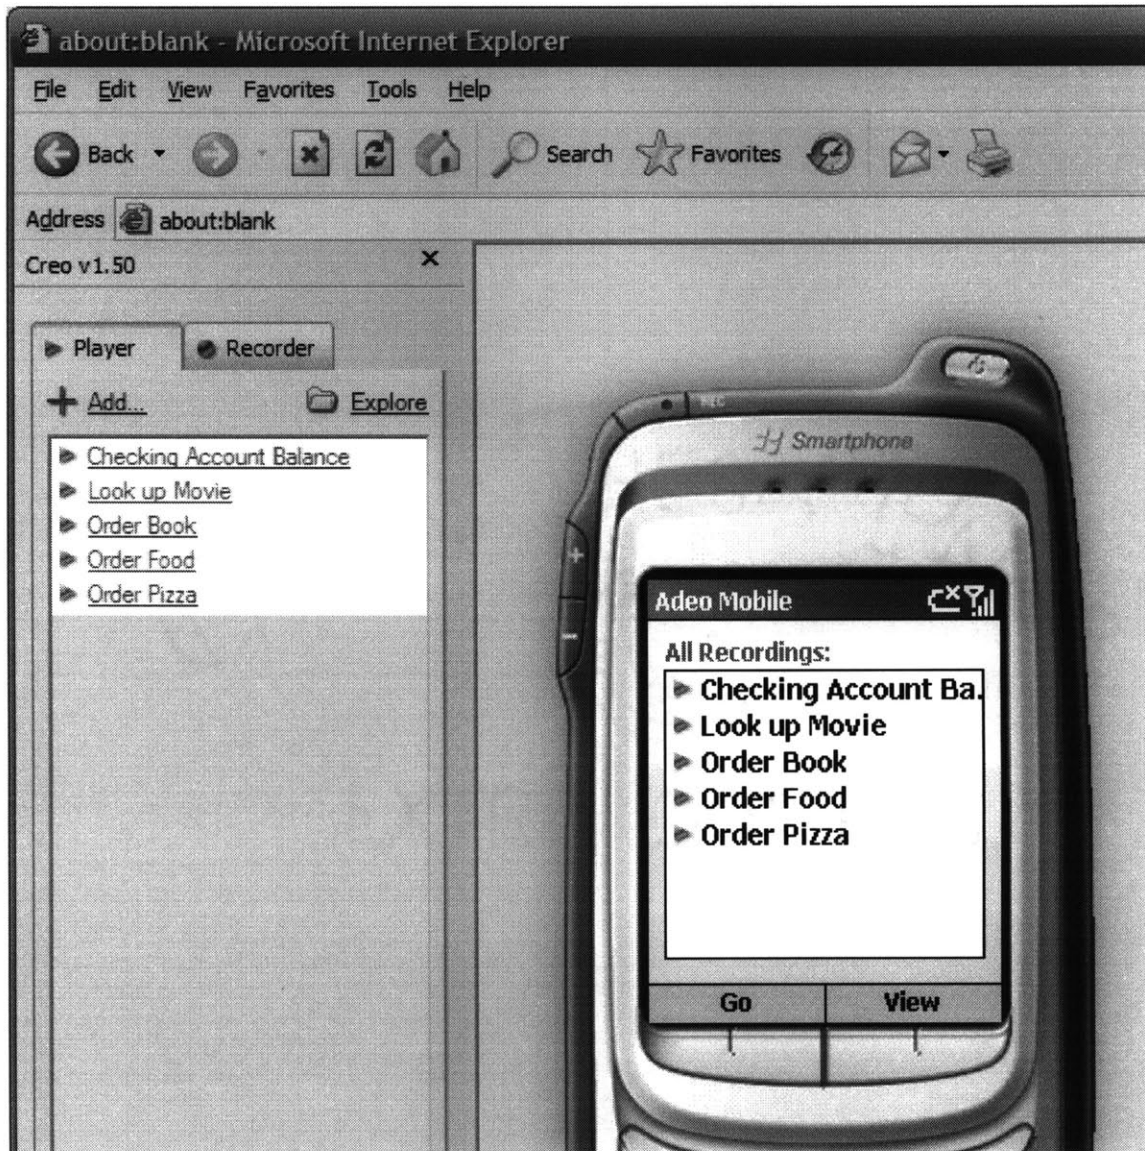 about:blank - Microsoft Internet Explorer
File Edit View Favorites Tools Help
Back Search Favorites
Address about:blank
Creo v1.50
Player Recorder
Add... Explore
Checking Account Balance
Look up Movie
Order Book
Order Food
Order Pizza
REC
Smartphone
+
-
Adeo Mobile
All Recordings:
Checking Account Ba.
Look up Movie
Order Book
Order Food
Order Pizza
Go View